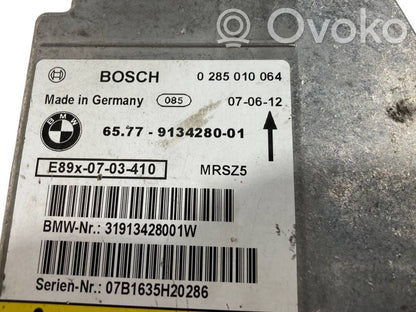 Ovoko
BOSCH 0 285 010 064
Made in Germany 085 07-06-12
BMW 65.77 - 9134280-01
E89x-07-03-410 MRSZ5
BMW-Nr.: 31913428001W
Serien-Nr.: 07B1635H20286